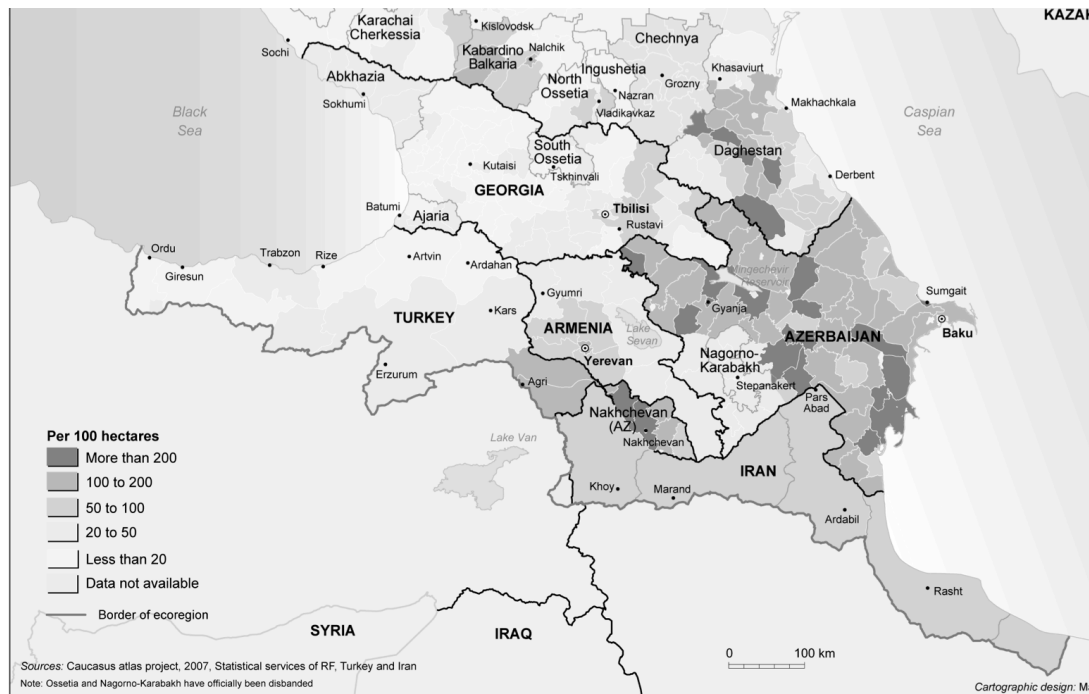 KAZAK
Karachai
Cherkessia
Kislovodsk
Sochi
Kabardino
Balkaria
Nalchik
Chechnya
Ingushetia
North
Ossetia
Nazran
Grozny
Khasaviurt
Abkhazia
Sokhumi
Vladikavkaz
Makhachkala
Black
Sea
Caspian
Sea
South
Ossetia
Daghestan
Kutaisi
Tskhinvali
GEORGIA
Derbent
Batumi
Ajaria
Tbilisi
Rustavi
Ordu
Giresun
Trabzon
Rize
Artvin
Ardahan
Mingechevir
Reservoir
Gyumri
Gyanja
Sumgait
Kars
TURKEY
ARMENIA
Lake
Sevan
AZERBAIJAN
Baku
Yerevan
Nagorno-
Karabakh
Erzurum
Agri
Stepanakert
Pars
Abad
Nakhchevan
(AZ)
Nakhchevan
Lake Van
IRAN
Khoy
Marand
Ardabil
Rasht
Per 100 hectares
More than 200
100 to 200
50 to 100
20 to 50
Less than 20
Data not available
Border of ecoregion
SYRIA
IRAQ
0 100 km
Sources: Caucasus atlas project, 2007, Statistical services of RF, Turkey and Iran
Note: Ossetia and Nagorno-Karabakh have officially been disbanded
Cartographic design: M